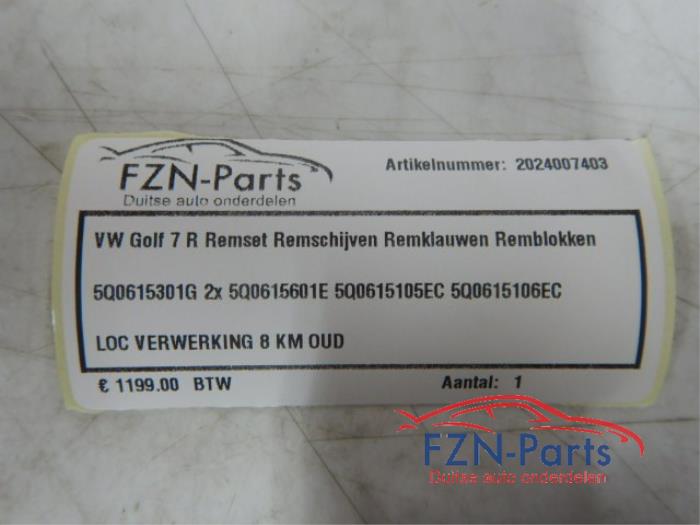 FZN-Parts
Duitse auto onderdelen
Artikelnummer: 2024007403
VW Golf 7 R Remset Remschijven Remklauwen Remblokken
5Q0615301G 2x 5Q0615601E 5Q0615105EC 5Q0615106EC
LOC VERWERKING 8 KM OUD
€ 1199.00 BTW
Aantal: 1
FZN-Parts
Duitse auto onderdelen